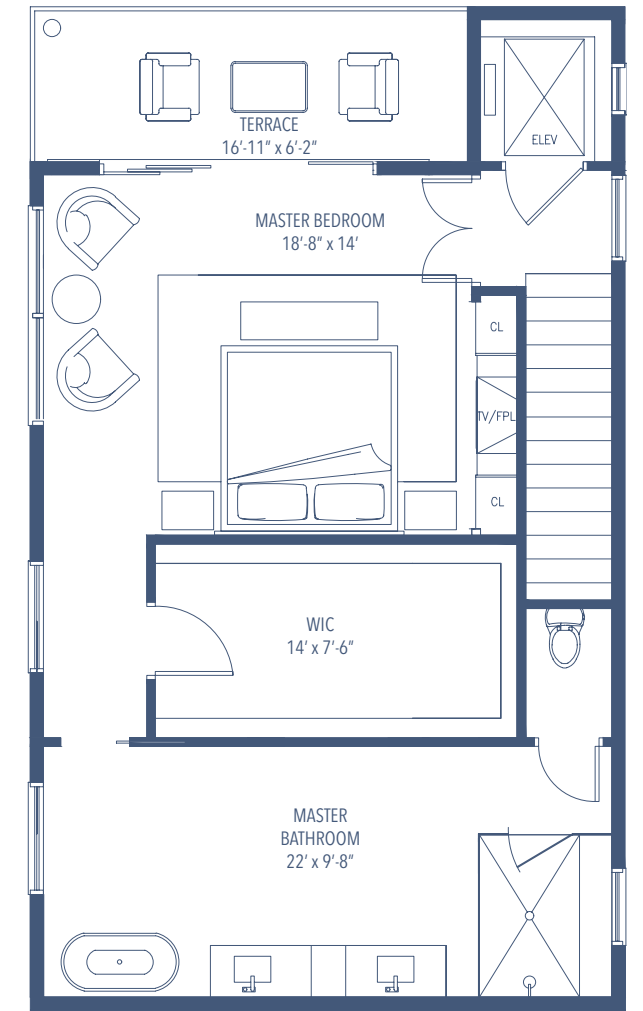 TERRACE
16'-11" x 6'-2"
ELEV
MASTER BEDROOM
18'-8" x 14'
CL
TV/FPL
CL
WIC
14' x 7'-6"
MASTER
BATHROOM
22' x 9'-8"